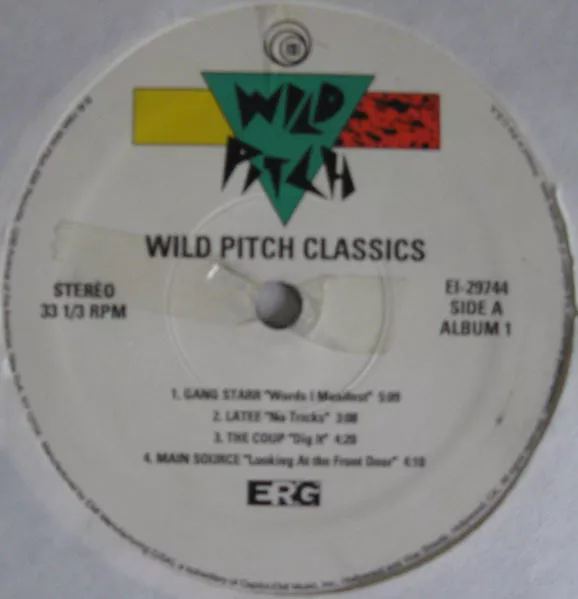 WILD
PITCH
WILD PITCH CLASSICS
STEREO
33 1/3 RPM
EI-29744
SIDE A
ALBUM 1
1. GANG STARR "Words I Manifest" 5:09
2. LATEE "No Tricks" 3:08
3. THE COUP "Dig It" 4:20
4. MAIN SOURCE "Looking At the Front Door" 4:10
ERG